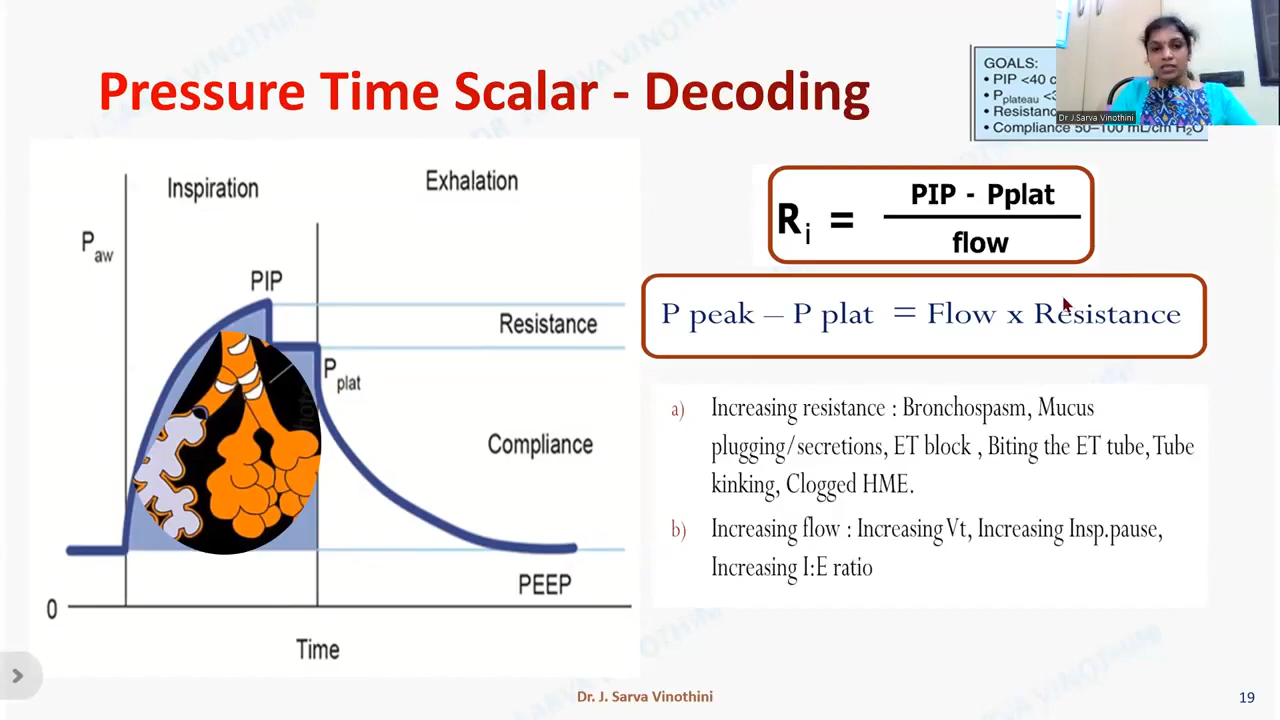 Pressure Time Scalar - Decoding
GOALS:
• PIP <40 c
• Pplateau <3
• Resistance
• Compliance 50–100 mL/cm H2O
Dr J.Sarva Vinothini
Inspiration
Exhalation
Paw
PIP
Resistance
Pplat
Compliance
PEEP
0
Time
Ri = PIP - Pplat
flow
P peak – P plat = Flow x Resistance
a) Increasing resistance : Bronchospasm, Mucus
plugging/secretions, ET block , Biting the ET tube, Tube
kinking, Clogged HME.
b) Increasing flow : Increasing Vt, Increasing Insp.pause,
Increasing I:E ratio
Dr. J. Sarva Vinothini
19